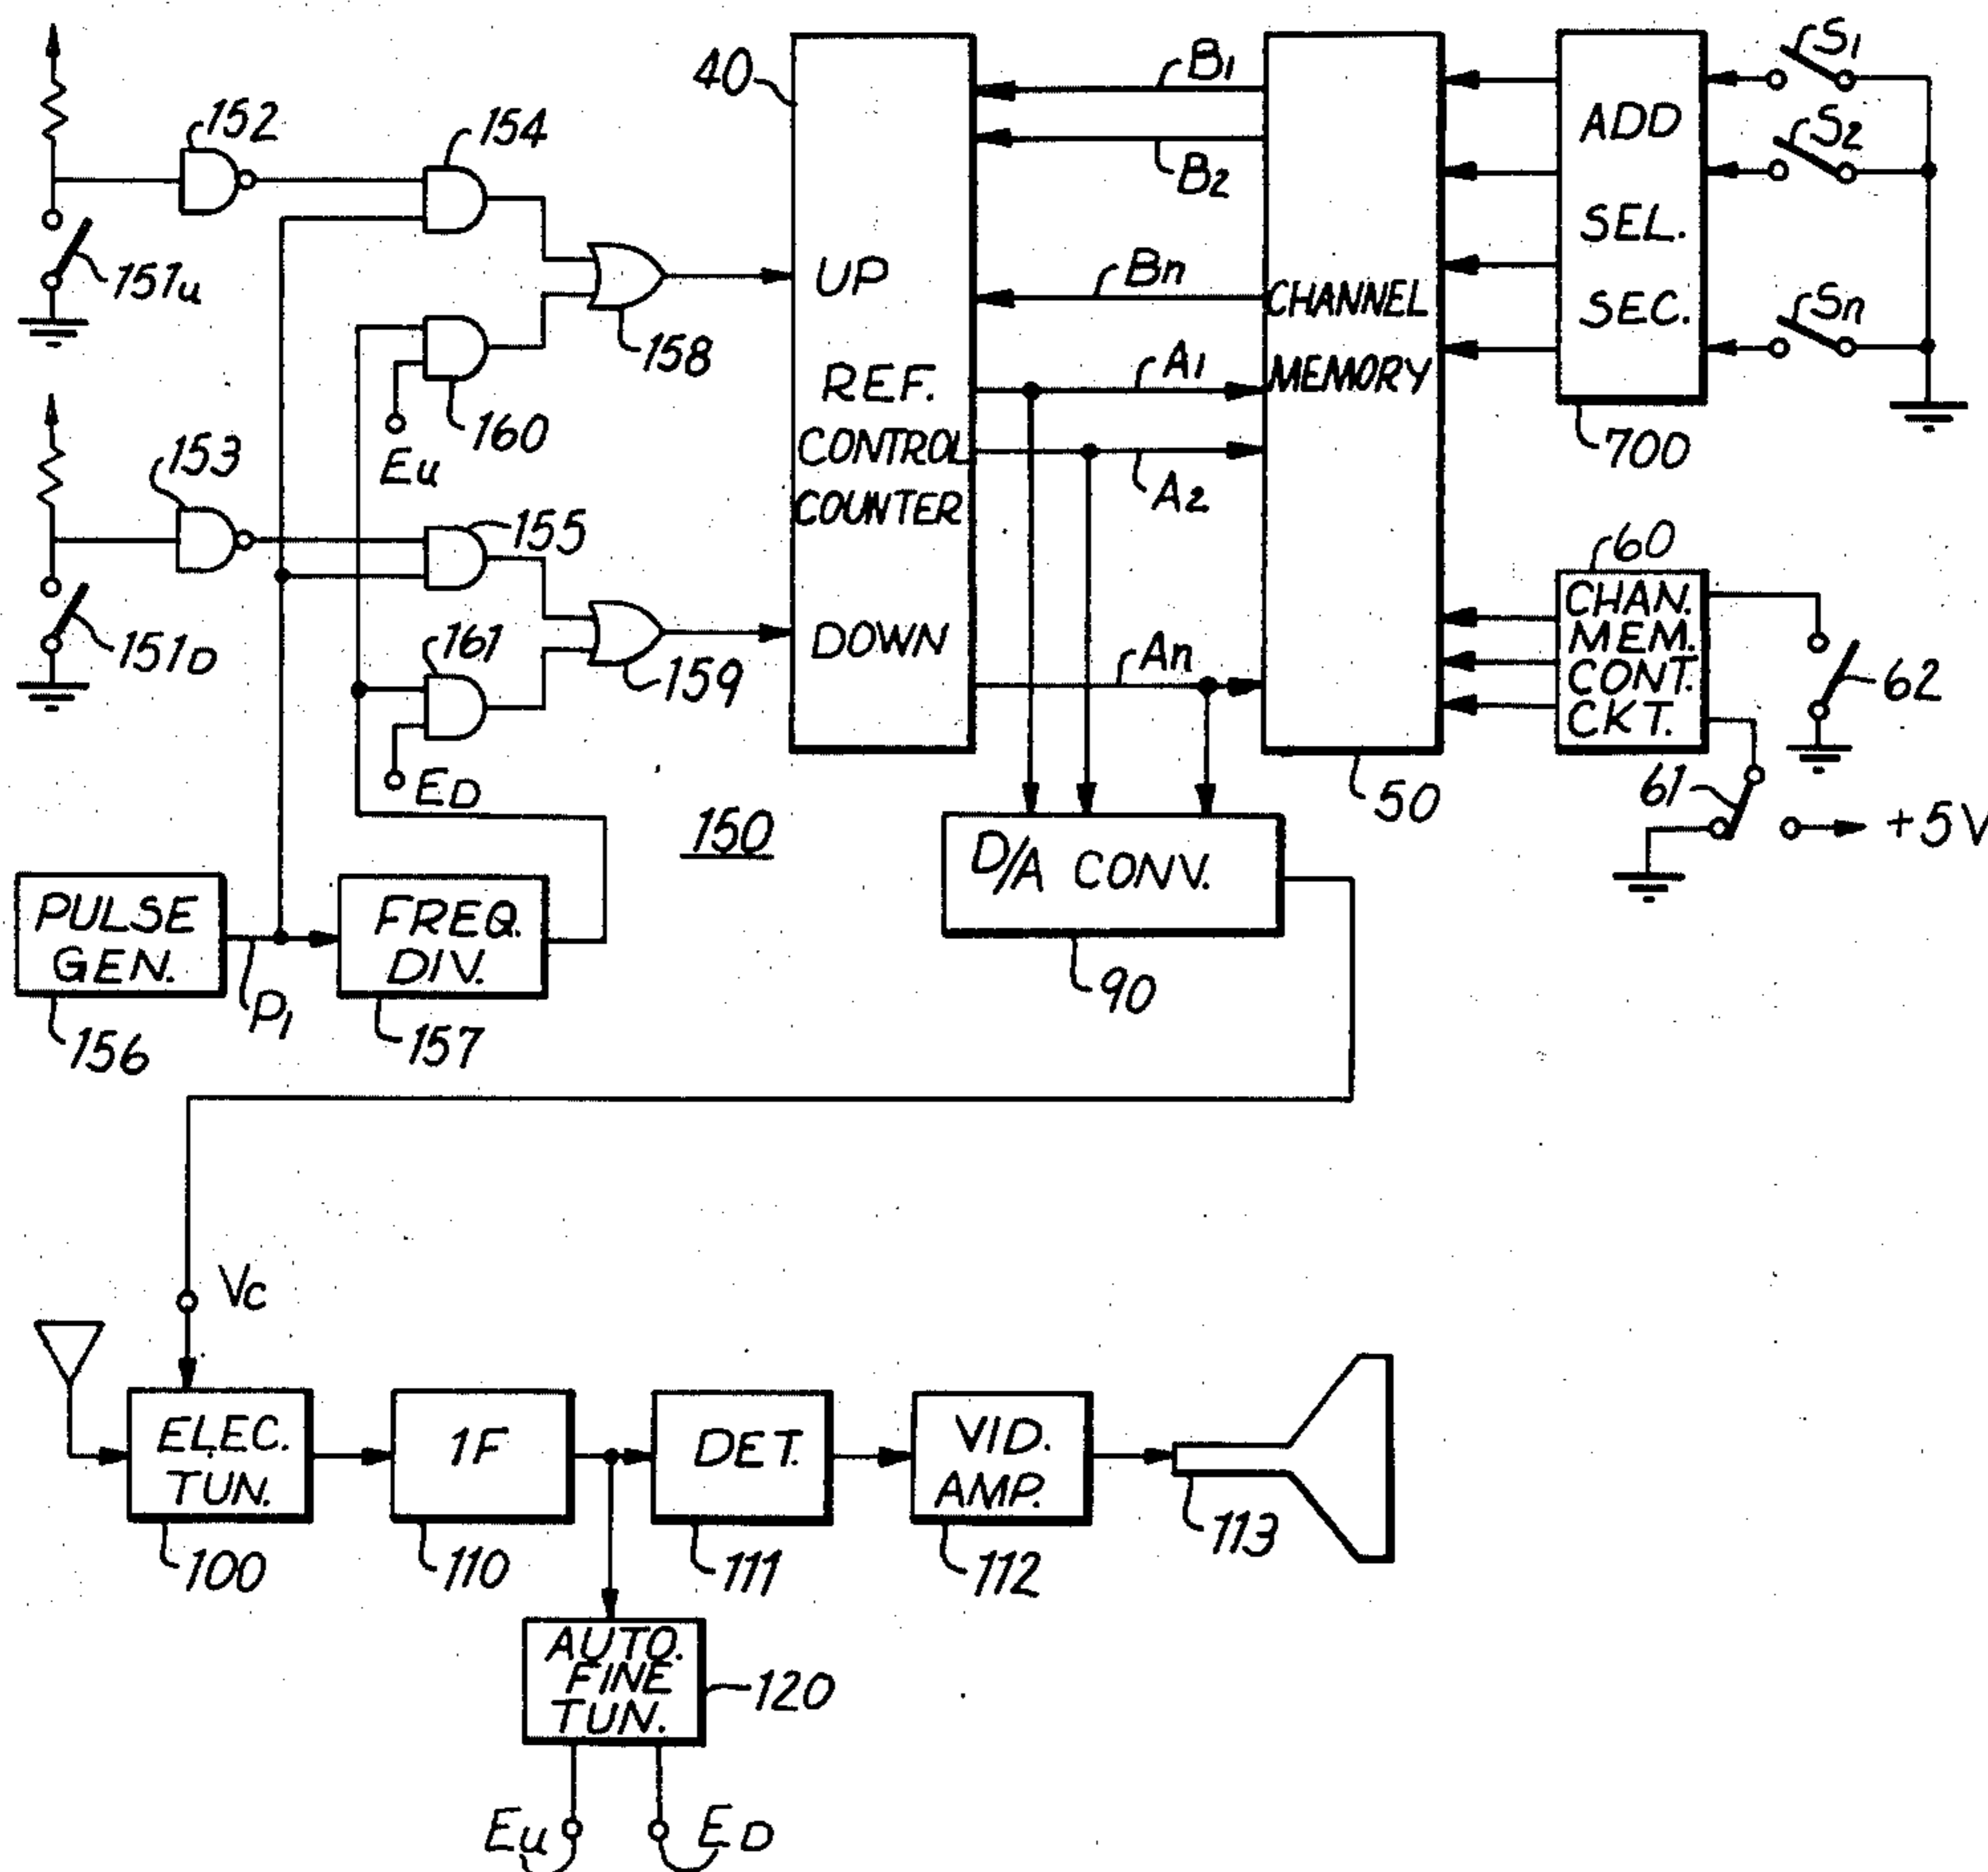 40
B1
B2
Bn
A1
A2
An
UP
REF.
CONTROL
COUNTER
DOWN
CHANNEL
MEMORY
50
ADD
SEL.
SEC.
700
S1
S2
Sn
60
CHAN.
MEM.
CONT.
CKT.
62
61
+5V
152
154
151u
158
160
Eu
153
155
151D
161
159
ED
150
D/A CONV.
90
PULSE
GEN.
156
P1
FREQ.
DIV.
157
Vc
ELEC.
TUN.
100
1F
110
DET.
111
VID.
AMP.
112
113
AUTO.
FINE
TUN.
120
Eu
ED